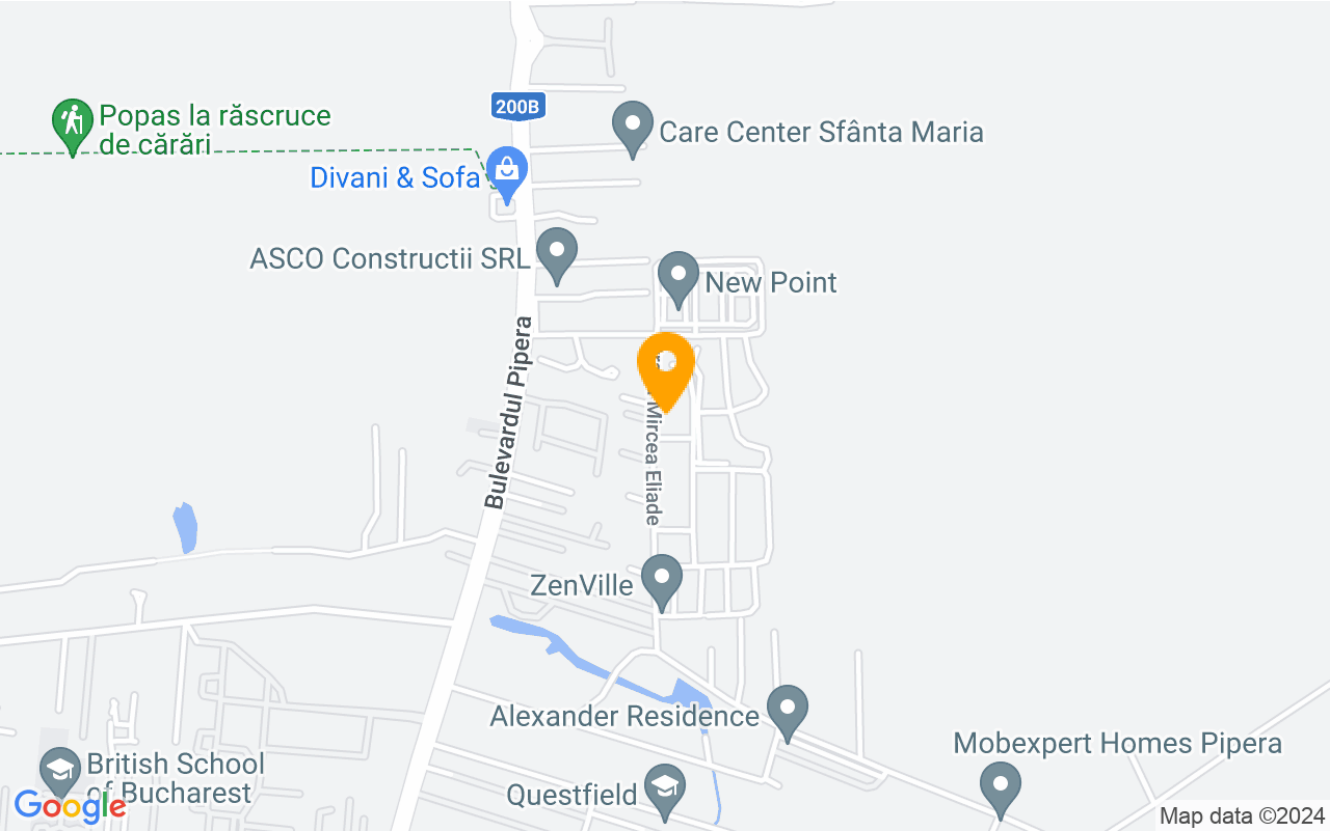 200B
Popas la răscruce
de cărări
Care Center Sfânta Maria
Divani & Sofa
ASCO Constructii SRL
New Point
Bulevardul Pipera
Mircea Eliade
ZenVille
Alexander Residence
Mobexpert Homes Pipera
British School
of Bucharest
Questfield
Google
Map data ©2024